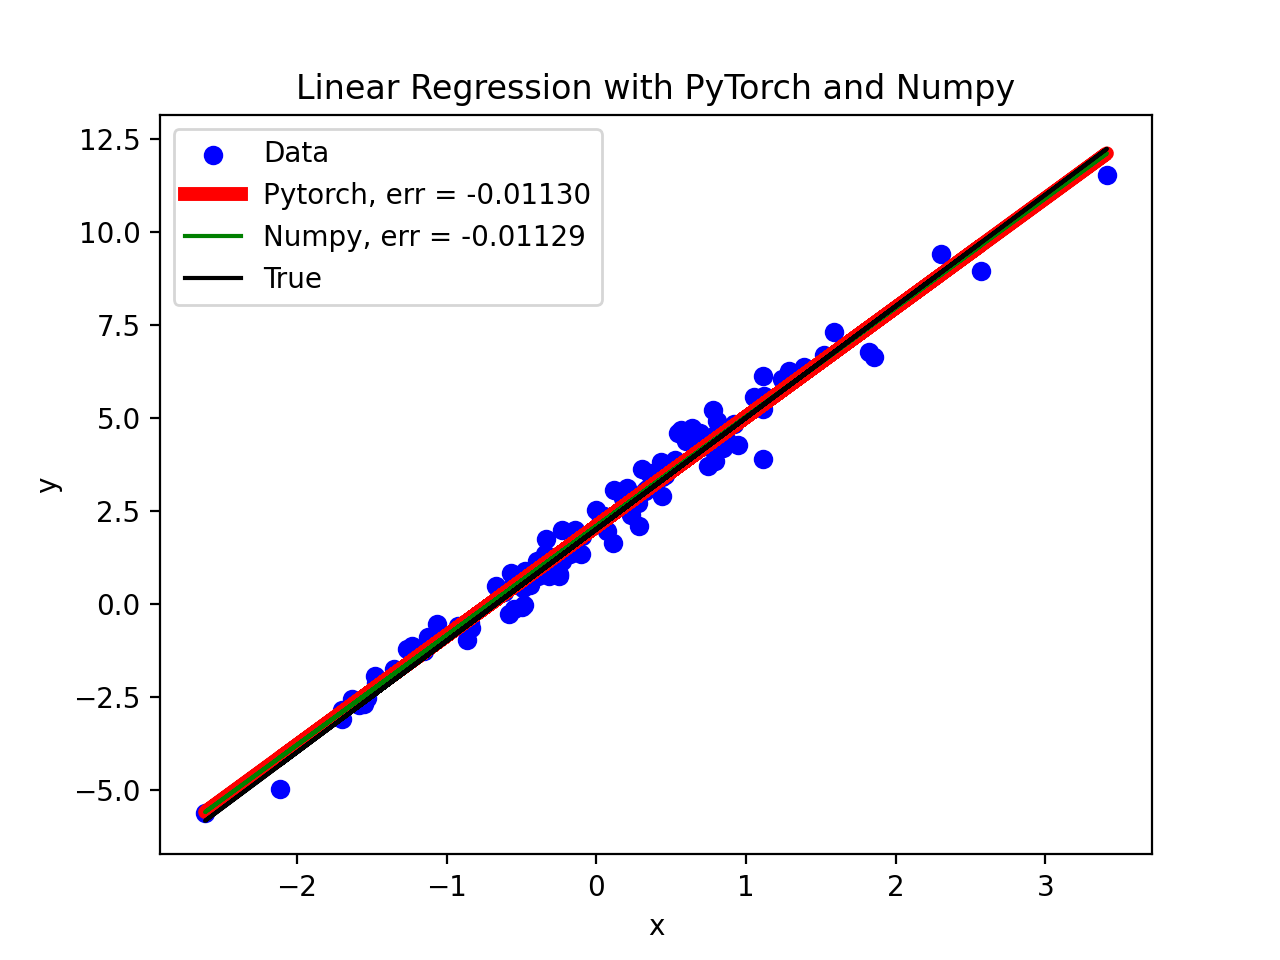 Linear Regression with PyTorch and Numpy
12.5
10.0
7.5
5.0
2.5
0.0
−2.5
−5.0
y
Data
Pytorch, err = -0.01130
Numpy, err = -0.01129
True
−2 −1 0 1 2 3
x